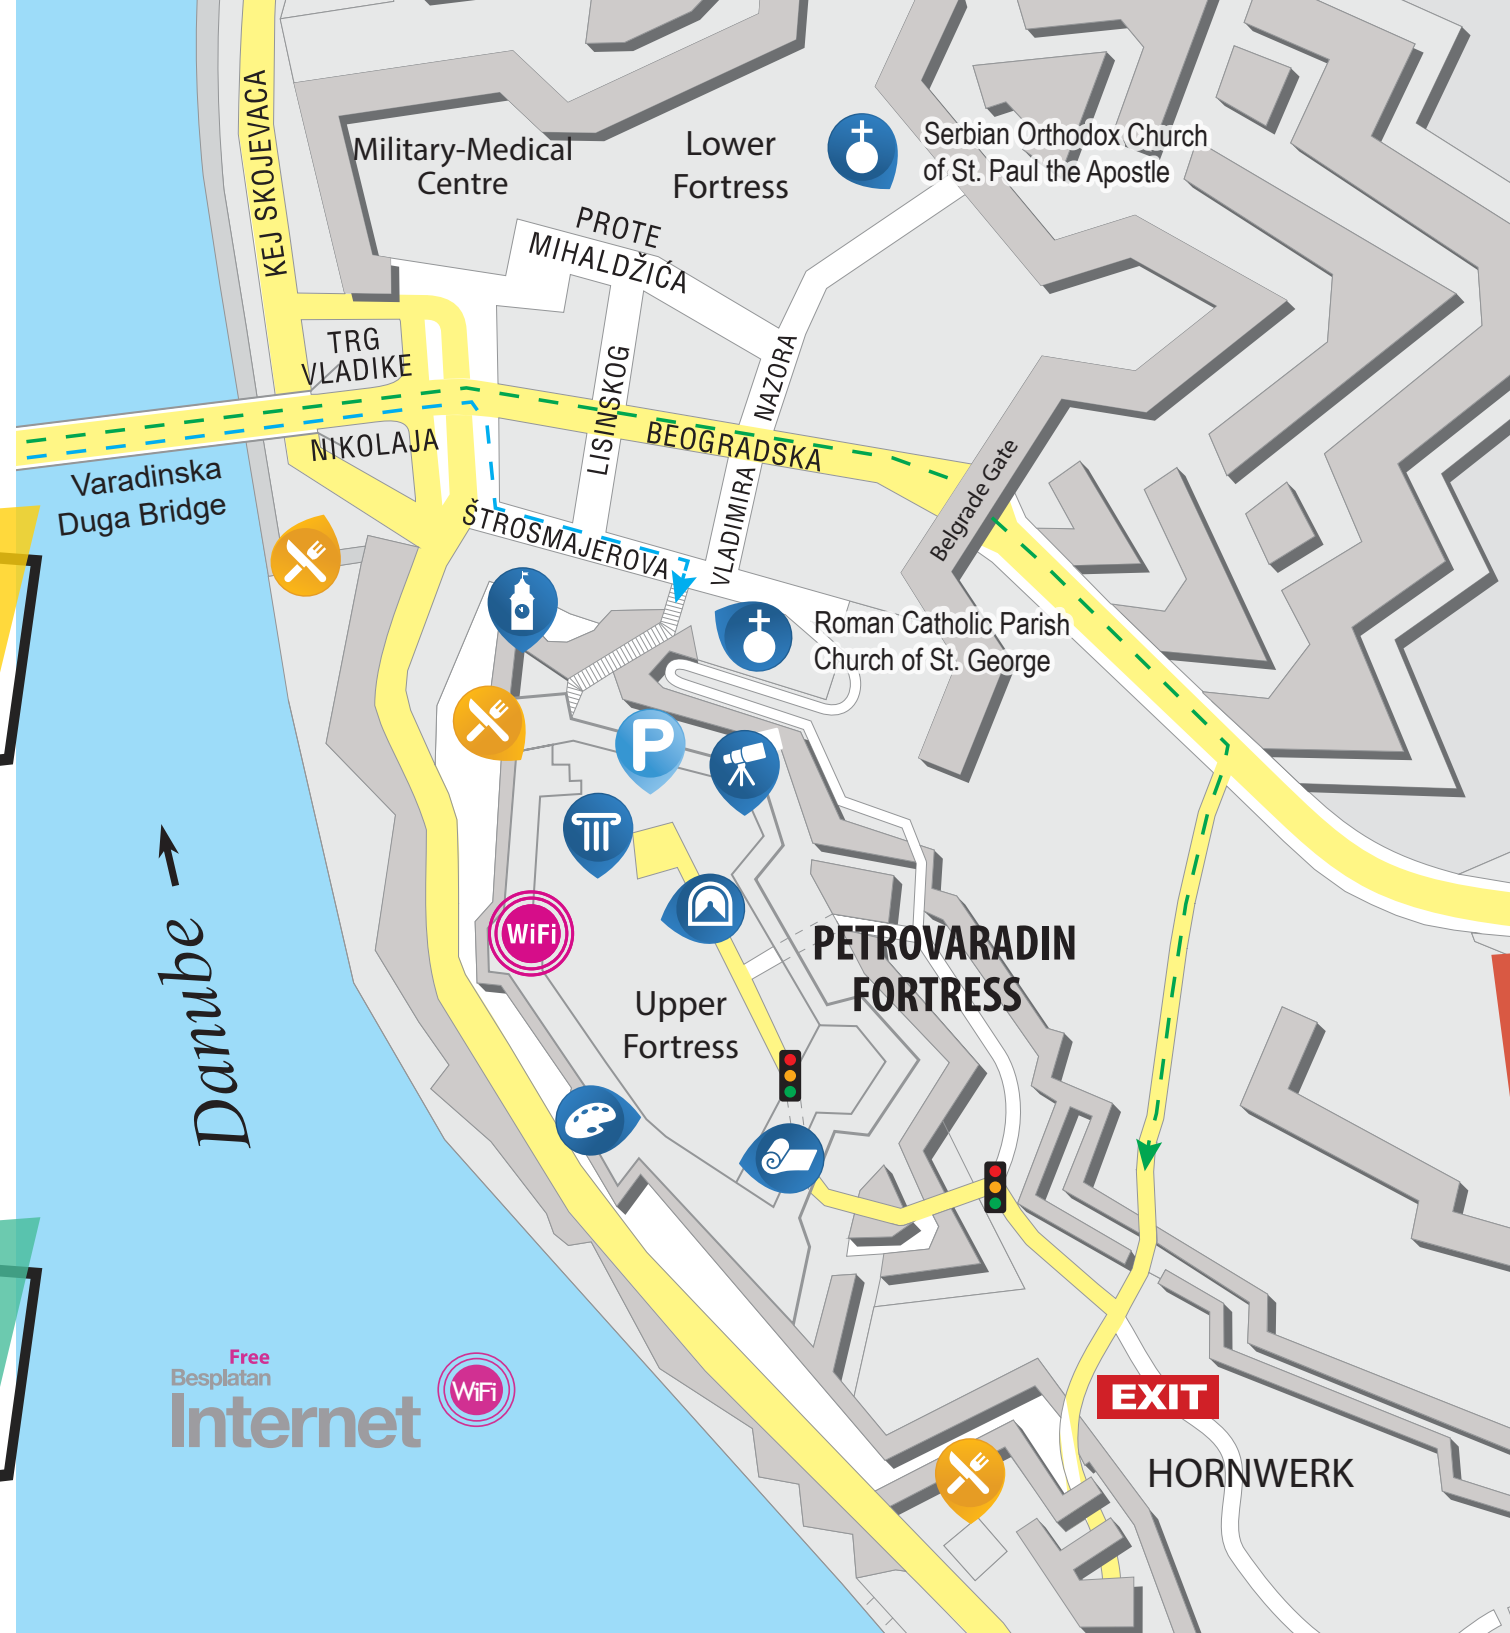 KEJ SKOJEVACA
Military-Medical
Centre
Lower
Fortress
Serbian Orthodox Church
of St. Paul the Apostle
PROTE
MIHALDŽIĆA
TRG
VLADIKE
NIKOLAJA
LISINSKOG
VLADIMIRA NAZORA
BEOGRADSKA
Belgrade Gate
Varadinska
Duga Bridge
ŠTROSMAJEROVA
Roman Catholic Parish
Church of St. George
P
WiFi
PETROVARADIN
FORTRESS
Upper
Fortress
Danube
Free
Besplatan
Internet
WiFi
EXIT
HORNWERK